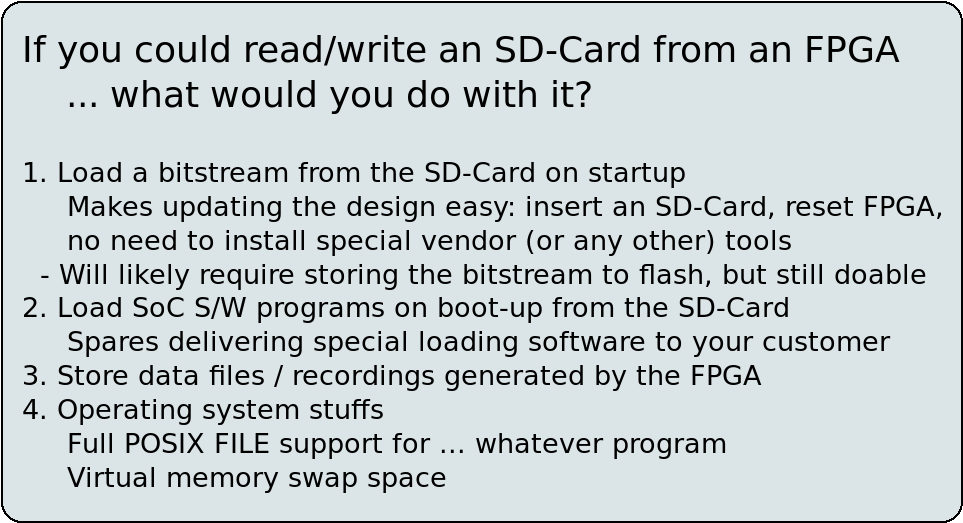 If you could read/write an SD-Card from an FPGA
... what would you do with it?
1. Load a bitstream from the SD-Card on startup
Makes updating the design easy: insert an SD-Card, reset FPGA,
no need to install special vendor (or any other) tools
- Will likely require storing the bitstream to flash, but still doable
2. Load SoC S/W programs on boot-up from the SD-Card
Spares delivering special loading software to your customer
3. Store data files / recordings generated by the FPGA
4. Operating system stuffs
Full POSIX FILE support for ... whatever program
Virtual memory swap space